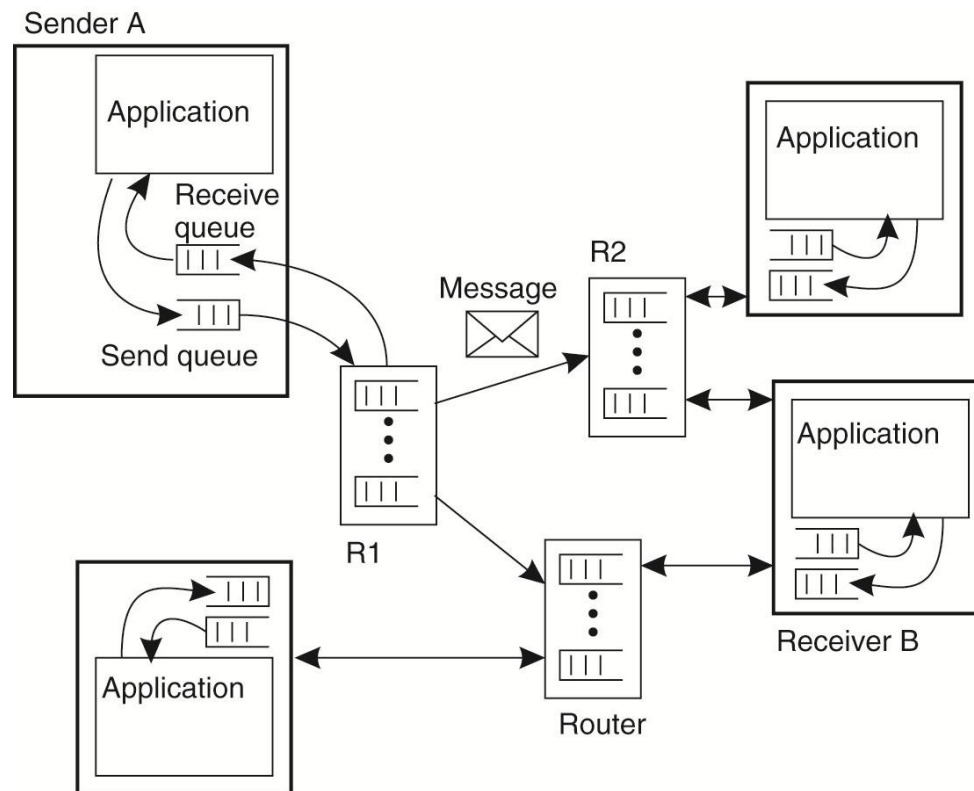 Sender A
Application
Receive
queue
Send queue
Message
R2
Application
R1
Application
Receiver B
Application
Router